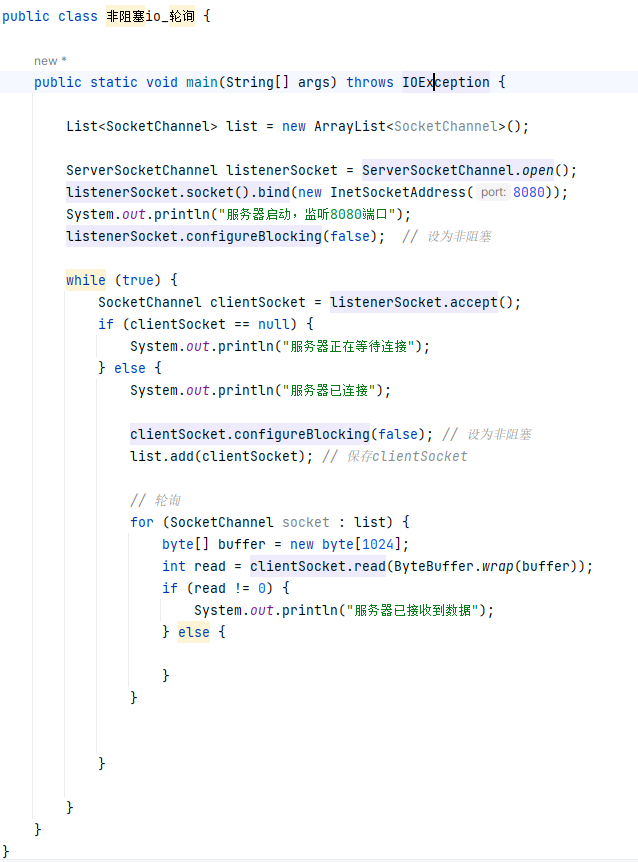 public class 非阻塞io_轮询 {
new *
public static void main(String[] args) throws IOException {
List<SocketChannel> list = new ArrayList<SocketChannel>();
ServerSocketChannel listenerSocket = ServerSocketChannel.open();
listenerSocket.socket().bind(new InetSocketAddress( port: 8080));
System.out.println("服务器启动，监听8080端口");
listenerSocket.configureBlocking(false);  // 设为非阻塞
while (true) {
SocketChannel clientSocket = listenerSocket.accept();
if (clientSocket == null) {
System.out.println("服务器正在等待连接");
} else {
System.out.println("服务器已连接");
clientSocket.configureBlocking(false); // 设为非阻塞
list.add(clientSocket); // 保存clientSocket
// 轮询
for (SocketChannel socket : list) {
byte[] buffer = new byte[1024];
int read = clientSocket.read(ByteBuffer.wrap(buffer));
if (read != 0) {
System.out.println("服务器已接收到数据");
} else {
}
}
}
}
}
}